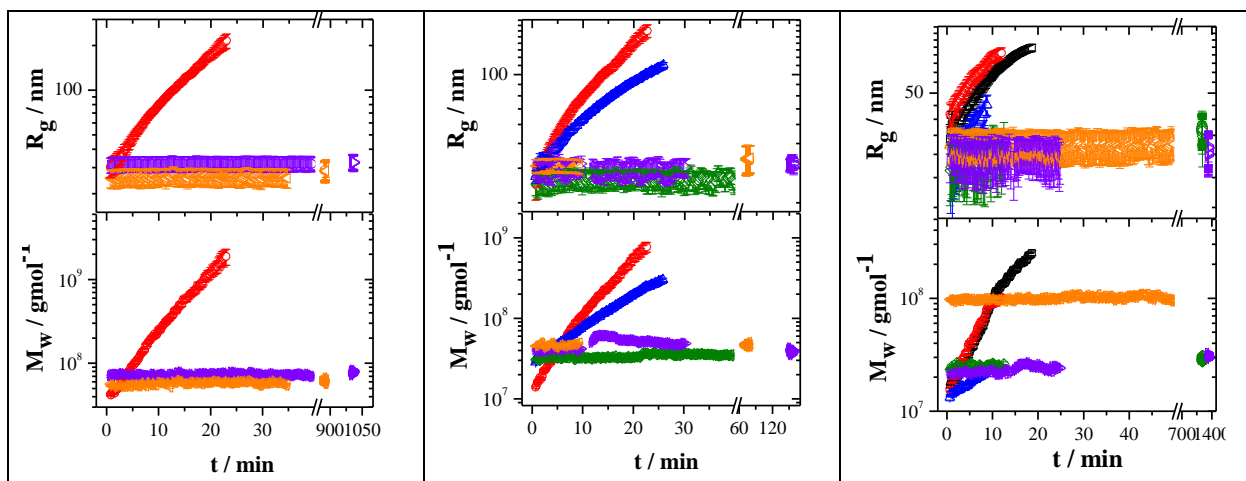 R_g / nm
100
M_w / gmol^-1
10^9
10^8
0 10 20 30 900 1050
t / min
R_g / nm
100
M_w / gmol^-1
10^9
10^8
10^7
0 10 20 30 60 120
t / min
R_g / nm
50
M_w / gmol^-1
10^8
10^7
0 10 20 30 40 700 1400
t / min